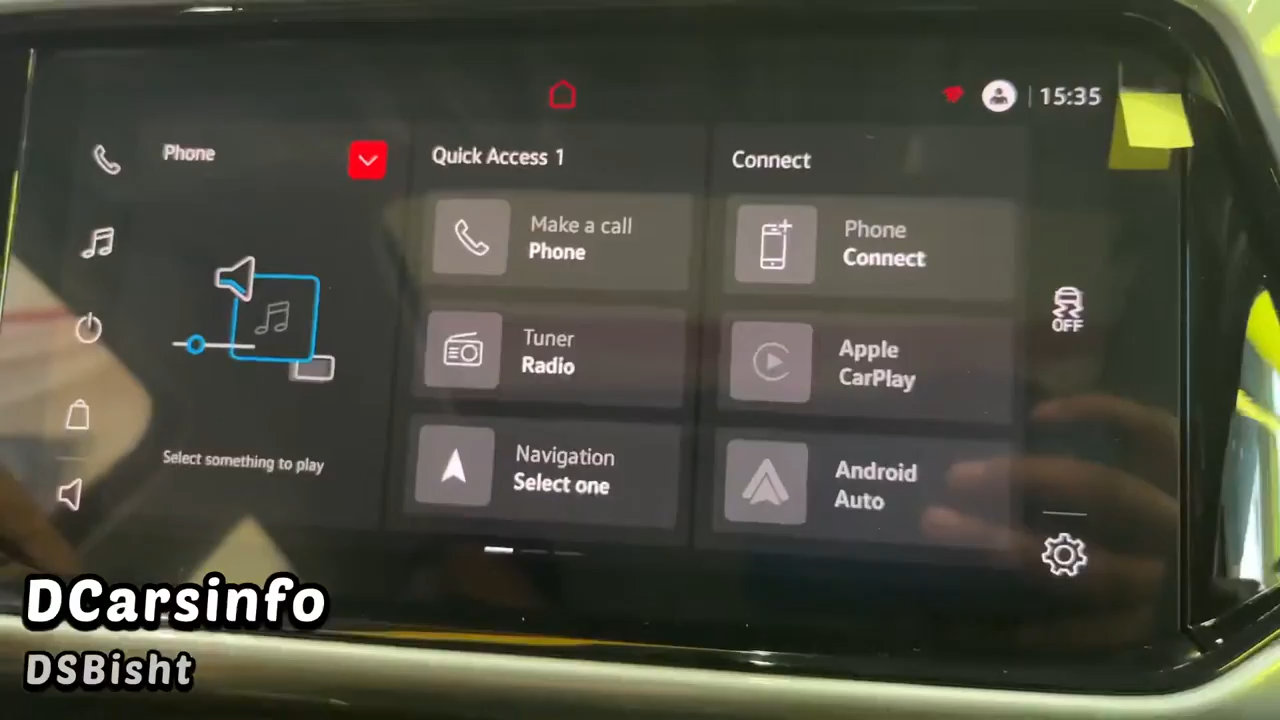 15:35
Phone
Select something to play
Quick Access 1
Make a call
Phone
Tuner
Radio
Navigation
Select one
Connect
Phone
Connect
Apple
CarPlay
Android
Auto
OFF
DCarsinfo
DSBisht